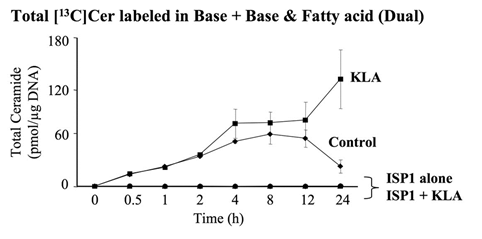 Total [¹³C]Cer labeled in Base + Base & Fatty acid (Dual)
Total Ceramide
(pmol/μg DNA)
180
120
60
0
KLA
Control
ISP1 alone
ISP1 + KLA
0 0.5 1 2 4 8 12 24
Time (h)